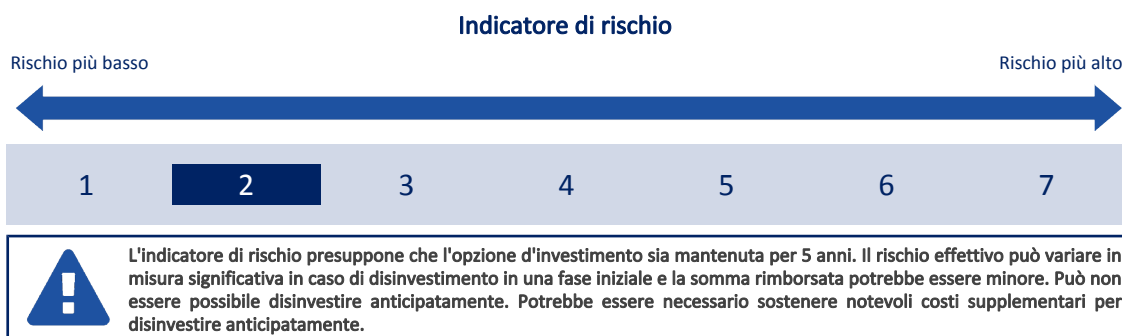 Indicatore di rischio
Rischio più basso
Rischio più alto
1 2 3 4 5 6 7
L'indicatore di rischio presuppone che l'opzione d'investimento sia mantenuta per 5 anni. Il rischio effettivo può variare in
misura significativa in caso di disinvestimento in una fase iniziale e la somma rimborsata potrebbe essere minore. Può non
essere possibile disinvestire anticipatamente. Potrebbe essere necessario sostenere notevoli costi supplementari per
disinvestire anticipatamente.